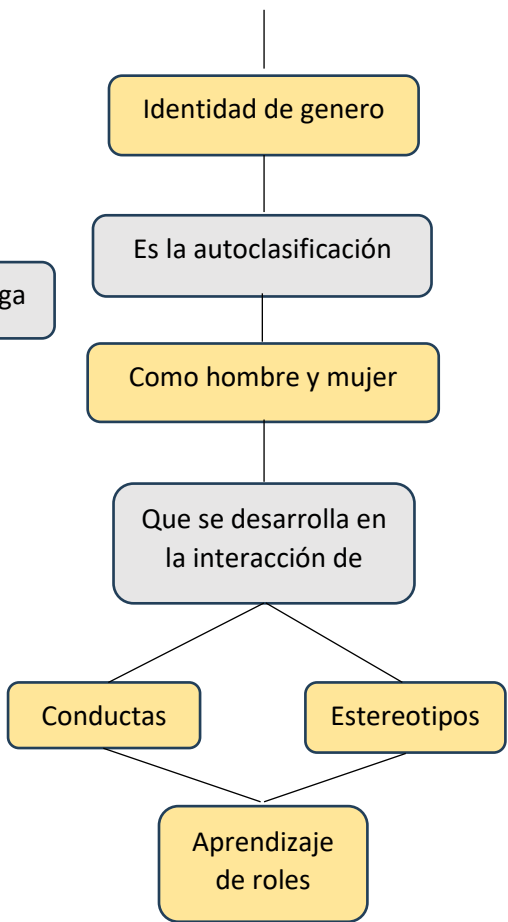 Identidad de genero
Es la autoclasificación
ga
Como hombre y mujer
Que se desarrolla en
la interacción de
Conductas
Estereotipos
Aprendizaje
de roles